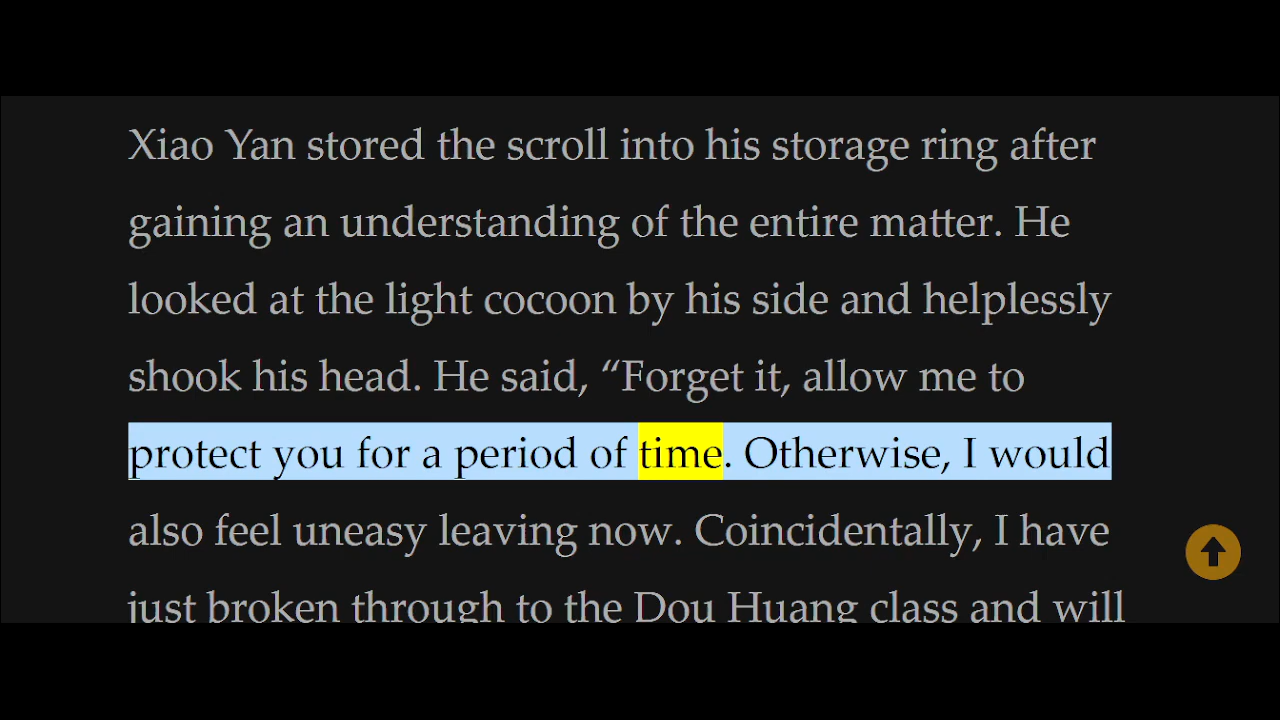 Xiao Yan stored the scroll into his storage ring after
gaining an understanding of the entire matter. He
looked at the light cocoon by his side and helplessly
shook his head. He said, “Forget it, allow me to
protect you for a period of time. Otherwise, I would
also feel uneasy leaving now. Coincidentally, I have
just broken through to the Dou Huang class and will